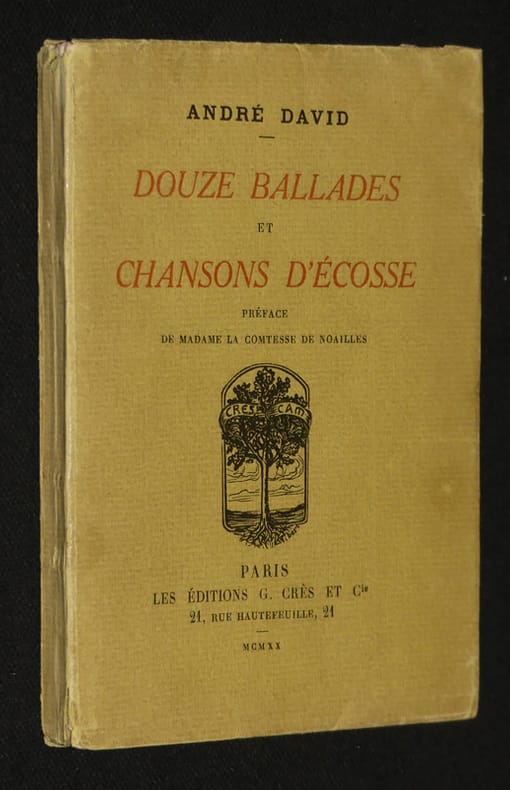 ANDRÉ DAVID
DOUZE BALLADES
ET
CHANSONS D'ÉCOSSE
PRÉFACE
DE MADAME LA COMTESSE DE NOAILLES
CRES CAM
PARIS
LES ÉDITIONS G. CRÈS ET Cie
21, RUE HAUTEFEUILLE, 21
MCMXX